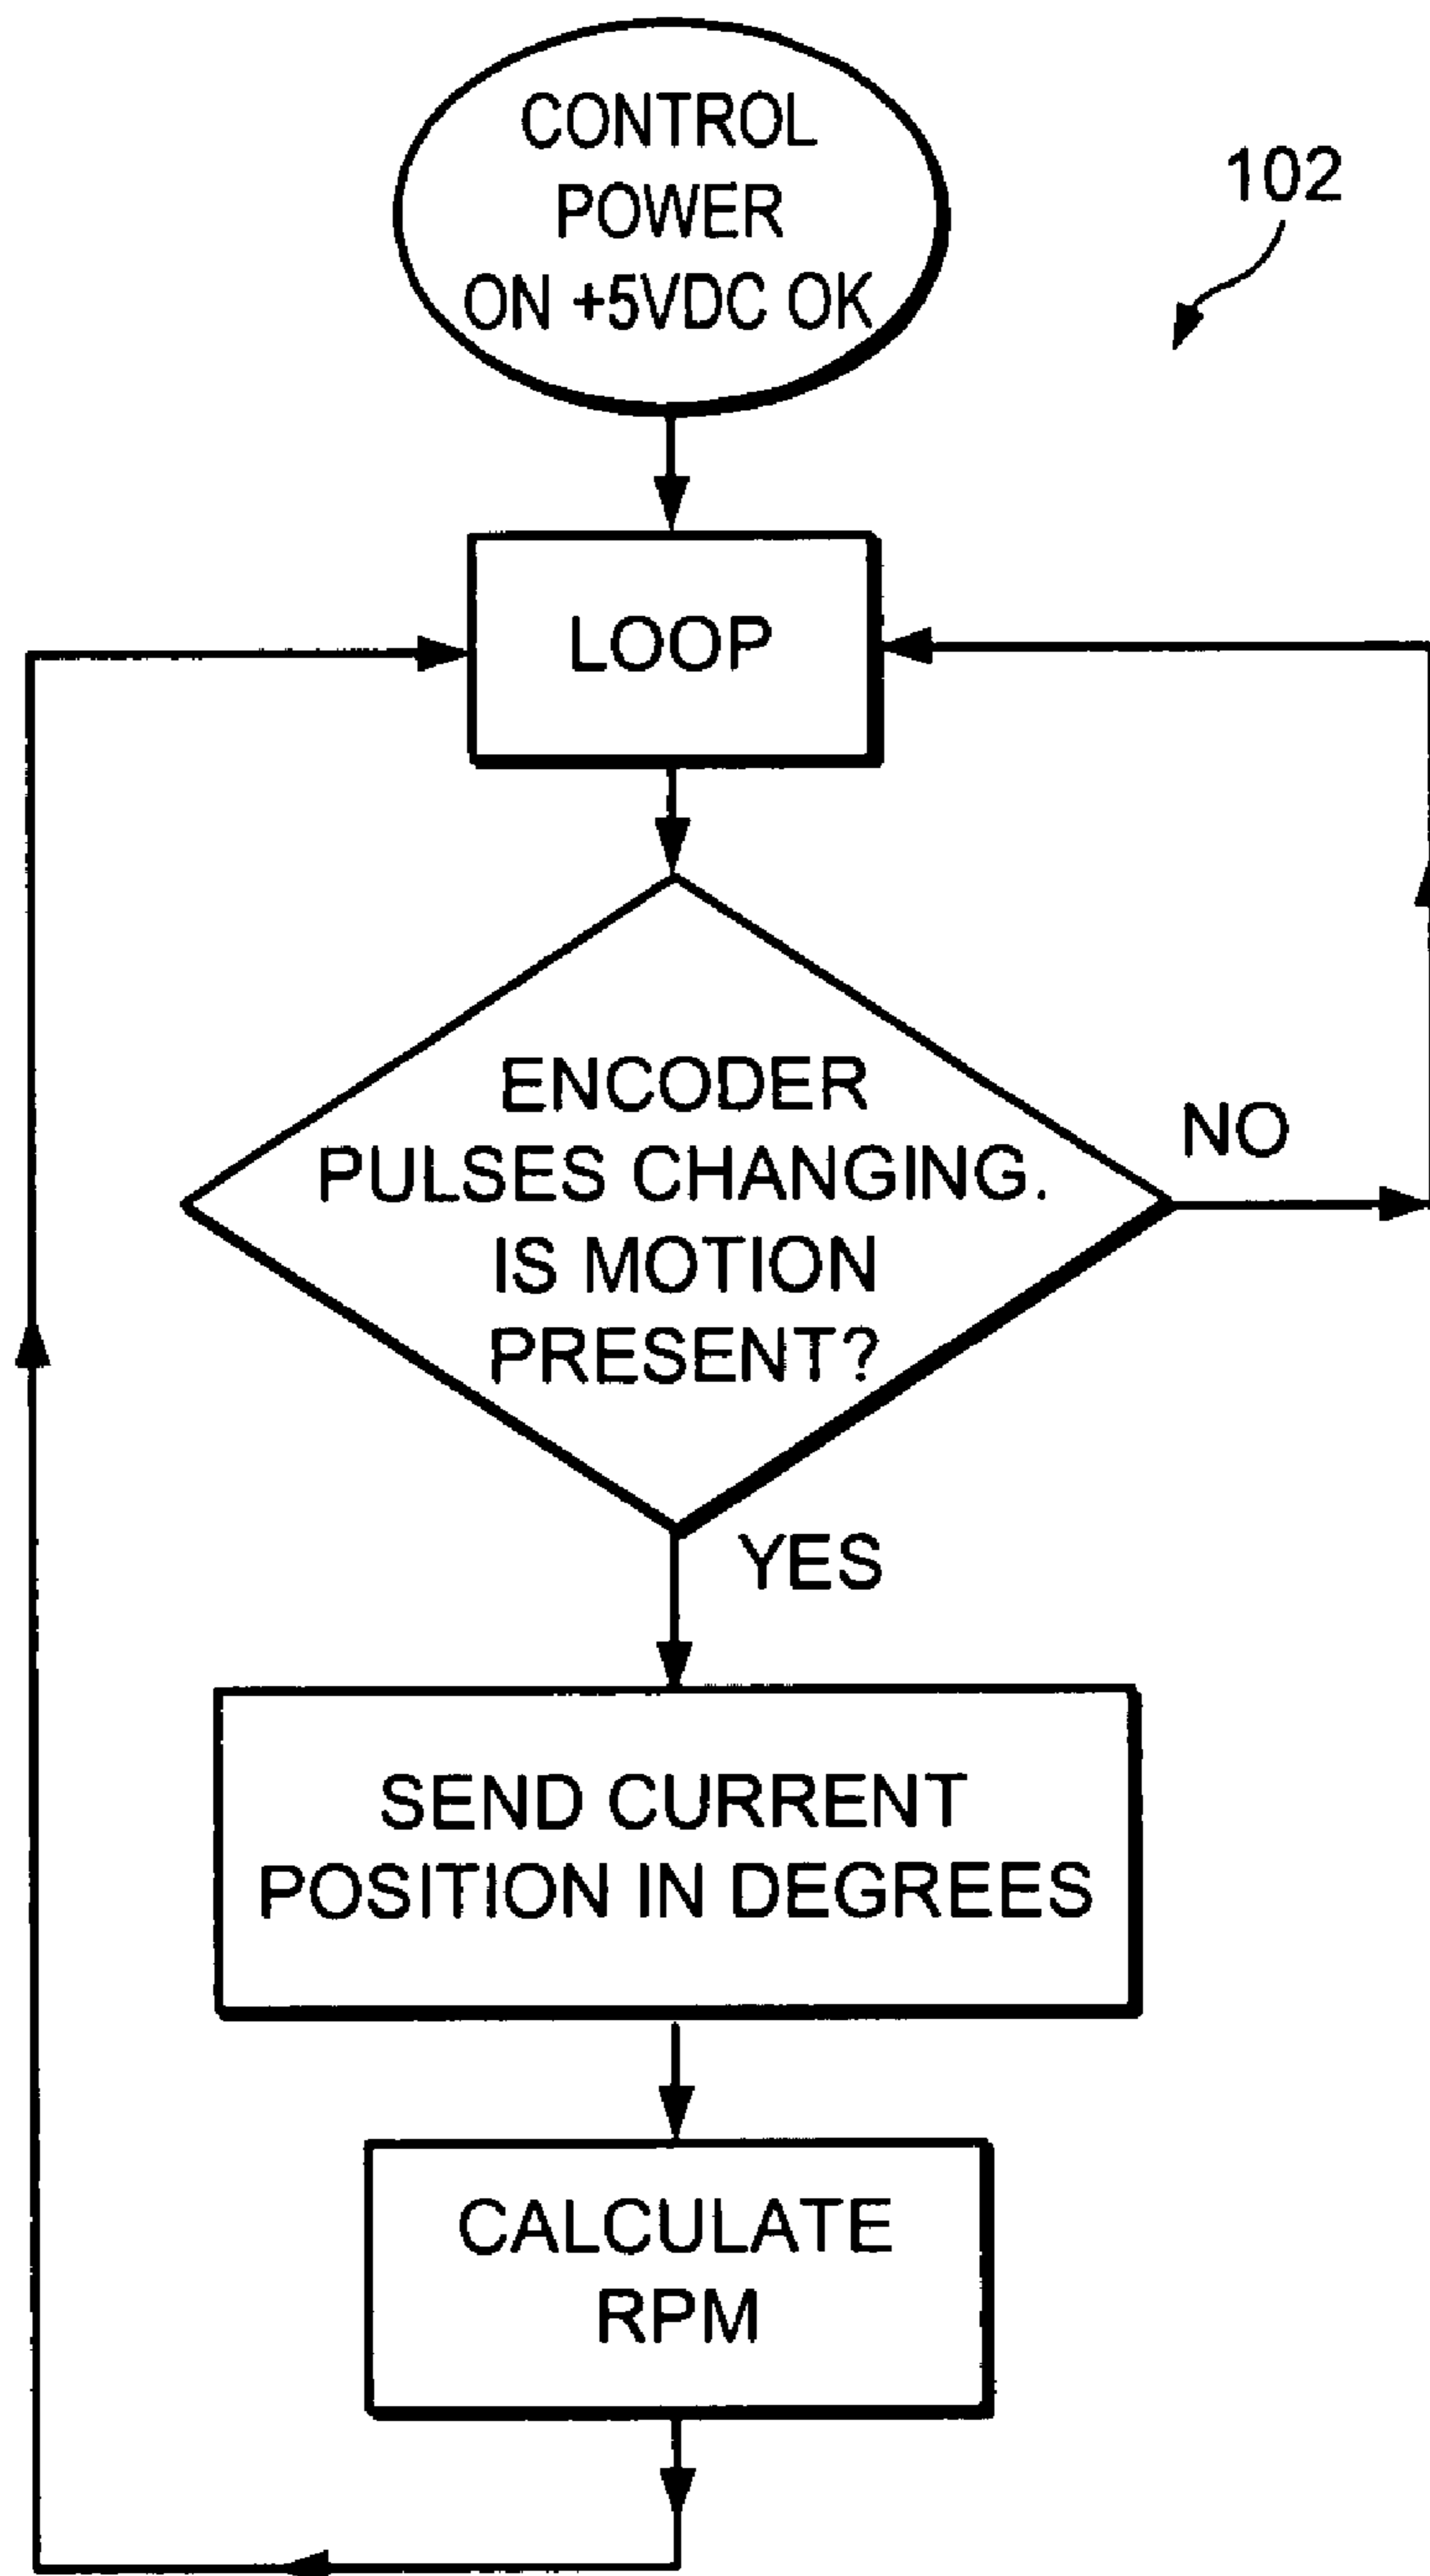 CONTROL
POWER
ON +5VDC OK
102
LOOP
ENCODER
PULSES CHANGING.
IS MOTION
PRESENT?
NO
YES
SEND CURRENT
POSITION IN DEGREES
CALCULATE
RPM